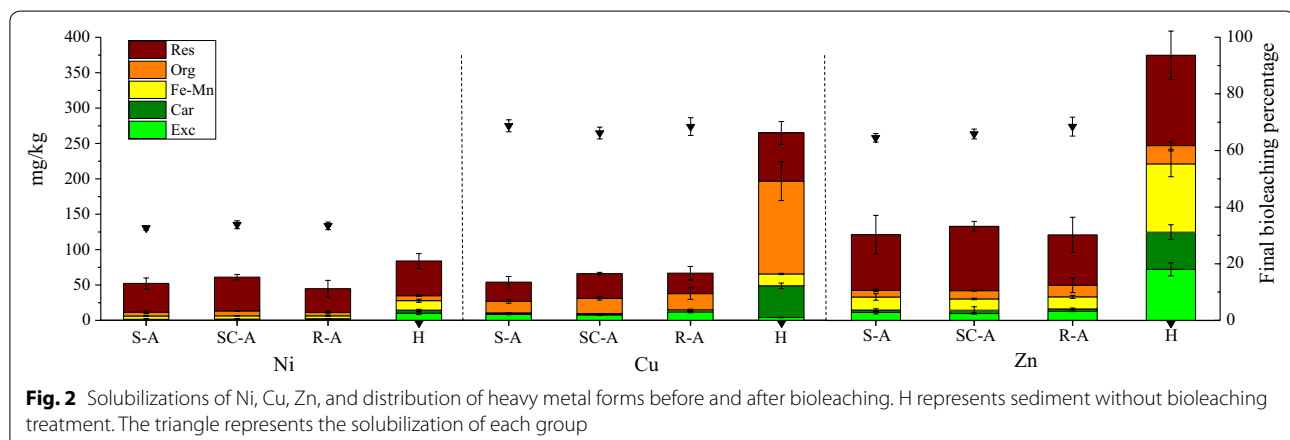 400
350
300
250
200
150
100
50
0
mg/kg
Res
Org
Fe-Mn
Car
Exc
100
80
60
40
20
0
Final bioleaching percentage
S-A SC-A R-A H S-A SC-A R-A H S-A SC-A R-A H
Ni Cu Zn
Fig. 2 Solubilizations of Ni, Cu, Zn, and distribution of heavy metal forms before and after bioleaching. H represents sediment without bioleaching
treatment. The triangle represents the solubilization of each group